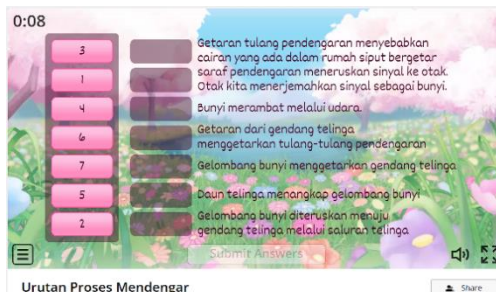 0:08
3
Getaran tulang pendengaran menyebabkan
cairan yang ada dalam rumah siput bergetar
1
saraf pendengaran meneruskan sinyal ke otak.
Otak kita menerjemahkan sinyal sebagai bunyi.
4
Bunyi merambat melalui udara.
6
Getaran dari gendang telinga
menggetarkan tulang-tulang pendengaran
7
Gelombang bunyi menggetarkan gendang telinga
5
Daun telinga menangkap gelombang bunyi
2
Gelombang bunyi diteruskan menuju
gendang telinga melalui saluran telinga
Submit Answers
Urutan Proses Mendengar
Share